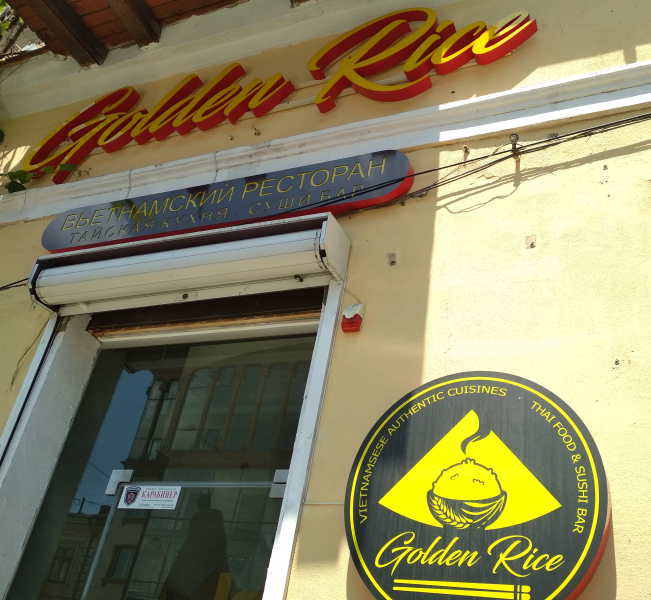 Golden Rice
ВЬЕТНАМСКИЙ РЕСТОРАН
ТАЙСКАЯ КУХНЯ · СУШИ БАР
КАРАБИНЕР
VIETNAMSESE AUTHENTIC CUISINES · THAI FOOD & SUSHI BAR
Golden Rice